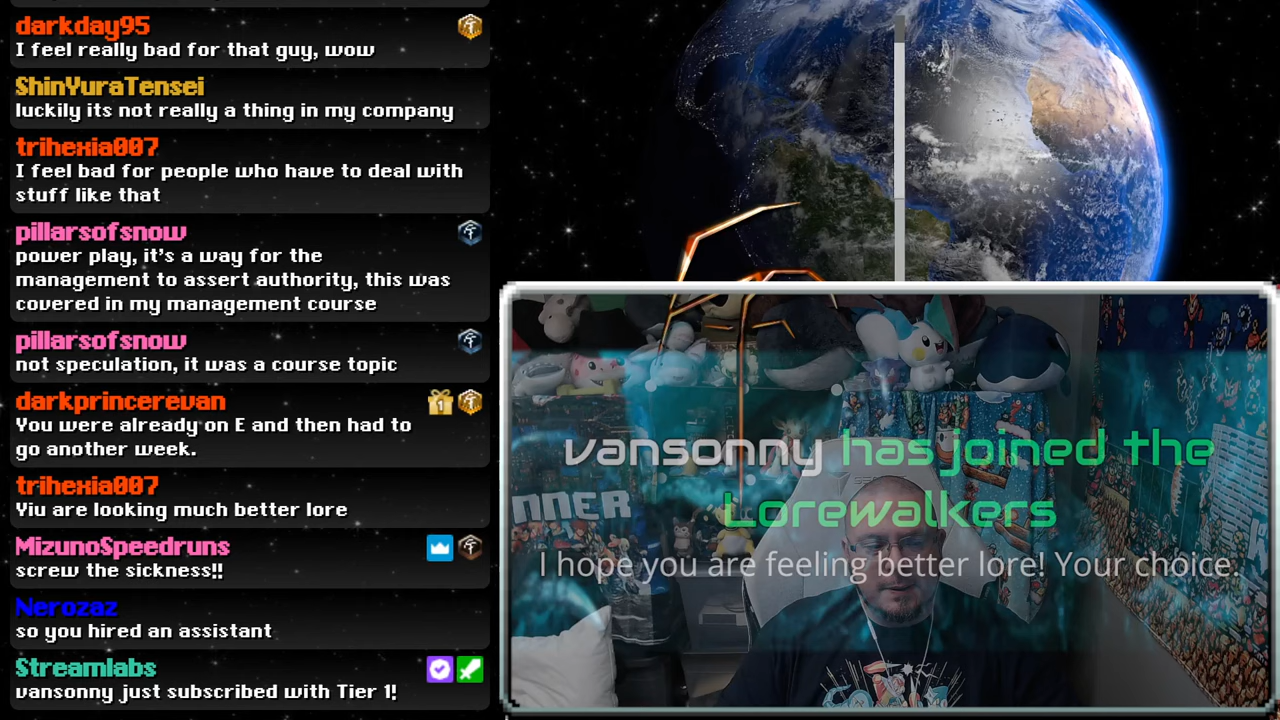 darkday95
I feel really bad for that guy, wow
ShinYuraTensei
luckily its not really a thing in my company
trihexia007
I feel bad for people who have to deal with
stuff like that
pillarsofsnow
power play, it's a way for the
management to assert authority, this was
covered in my management course
pillarsofsnow
not speculation, it was a course topic
darkprincerevan
1
You were already on E and then had to
go another week.
trihexia007
Yiu are looking much better lore
MizunoSpeedruns
screw the sickness!!
Nerozaz
so you hired an assistant
Streamlabs
vansonny just subscribed with Tier 1!
vansonny has joined the
Lorewalkers
I hope you are feeling better lore! Your choice.
NNER